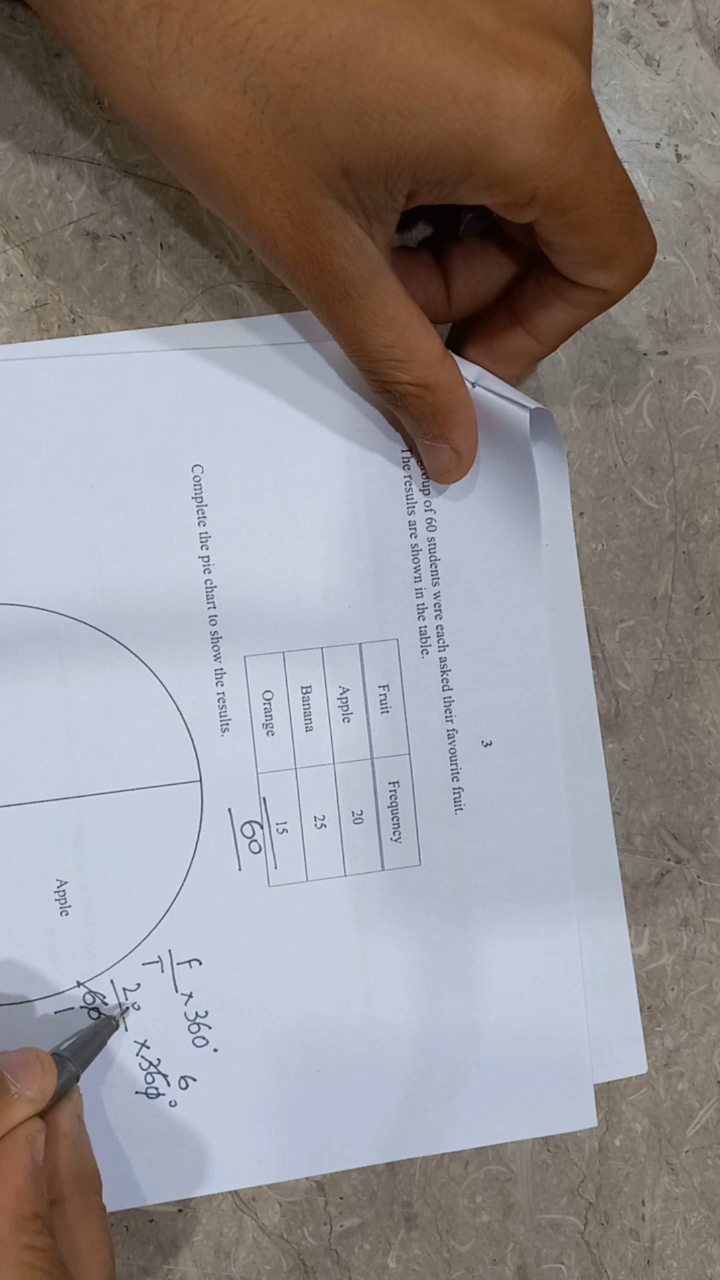 3
group of 60 students were each asked their favourite fruit.
The results are shown in the table.
Fruit Frequency
Apple 20
Banana 25
Orange 15
60
Complete the pie chart to show the results.
Apple
F/T × 360°
20/60 × 360°
6
1